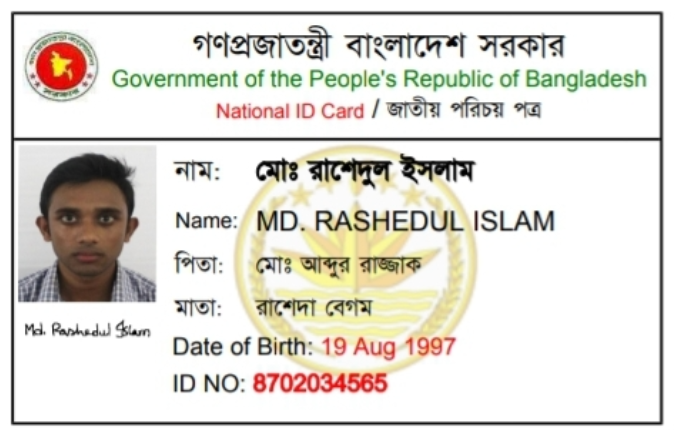 গণপ্রজাতন্ত্রী বাংলাদেশ সরকার
Government of the People's Republic of Bangladesh
National ID Card / জাতীয় পরিচয় পত্র
নাম: মোঃ রাশেদুল ইসলাম
Name: MD. RASHEDUL ISLAM
পিতা: মোঃ আব্দুর রাজ্জাক
মাতা: রাশেদা বেগম
Md. Rashedul Islam
Date of Birth: 19 Aug 1997
ID NO: 8702034565